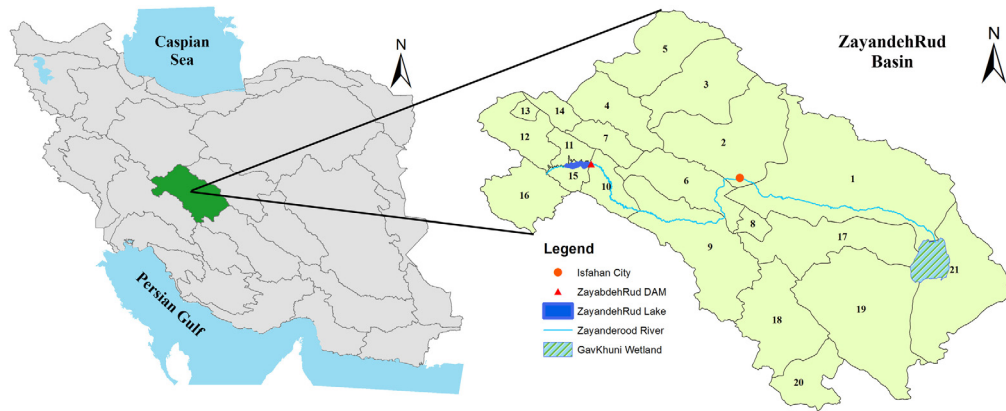 Caspian
Sea
N
Persian Gulf
ZayandehRud
Basin
N
5
3
4
14
13
12
11
7
2
15
10
6
1
16
8
9
17
21
18
19
20
Legend
Isfahan City
ZayabdehRud DAM
ZayandehRud Lake
Zayanderood River
GavKhuni Wetland